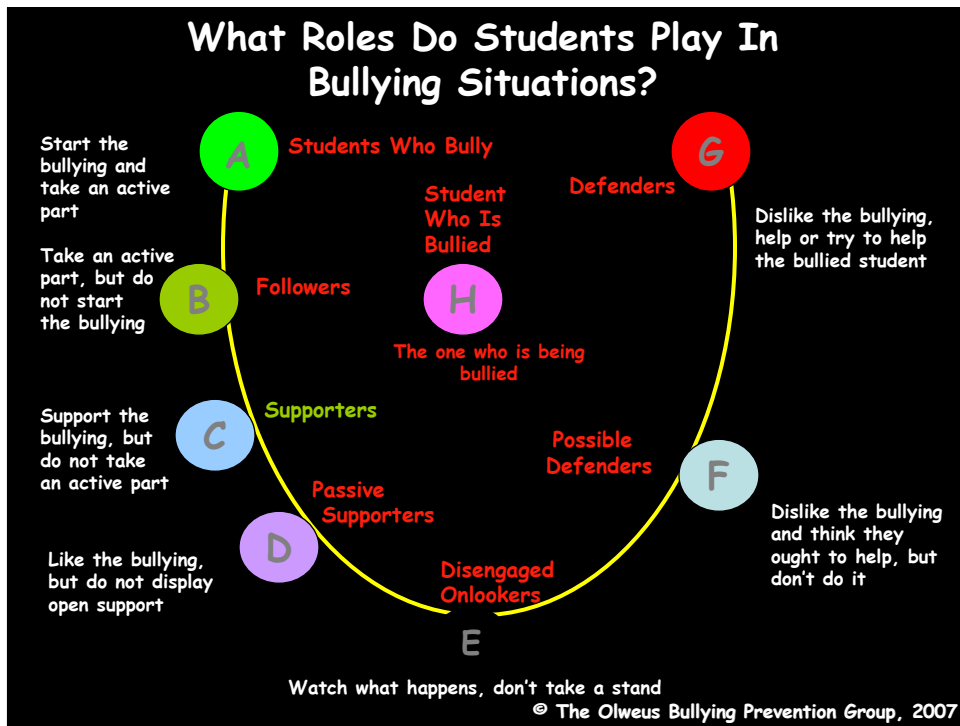 What Roles Do Students Play In
Bullying Situations?
A
Students Who Bully
Start the
bullying and
take an active
part
G
Defenders
Dislike the bullying,
help or try to help
the bullied student
Student
Who Is
Bullied
H
The one who is being
bullied
Take an active
part, but do
not start
the bullying
B
Followers
Support the
bullying, but
do not take
an active part
C
Supporters
Possible
Defenders
F
Dislike the bullying
and think they
ought to help, but
don't do it
Passive
Supporters
D
Like the bullying,
but do not display
open support
Disengaged
Onlookers
E
Watch what happens, don't take a stand
© The Olweus Bullying Prevention Group, 2007